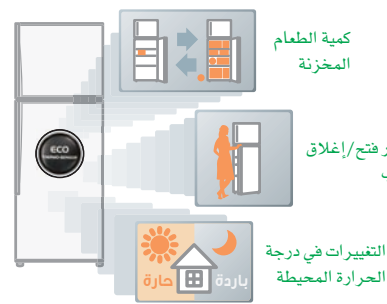 كمية الطعام
المخزنة
ECO
فتح/إغلاق
التغييرات في درجة
الحرارة المحيطة
باردة
حارة